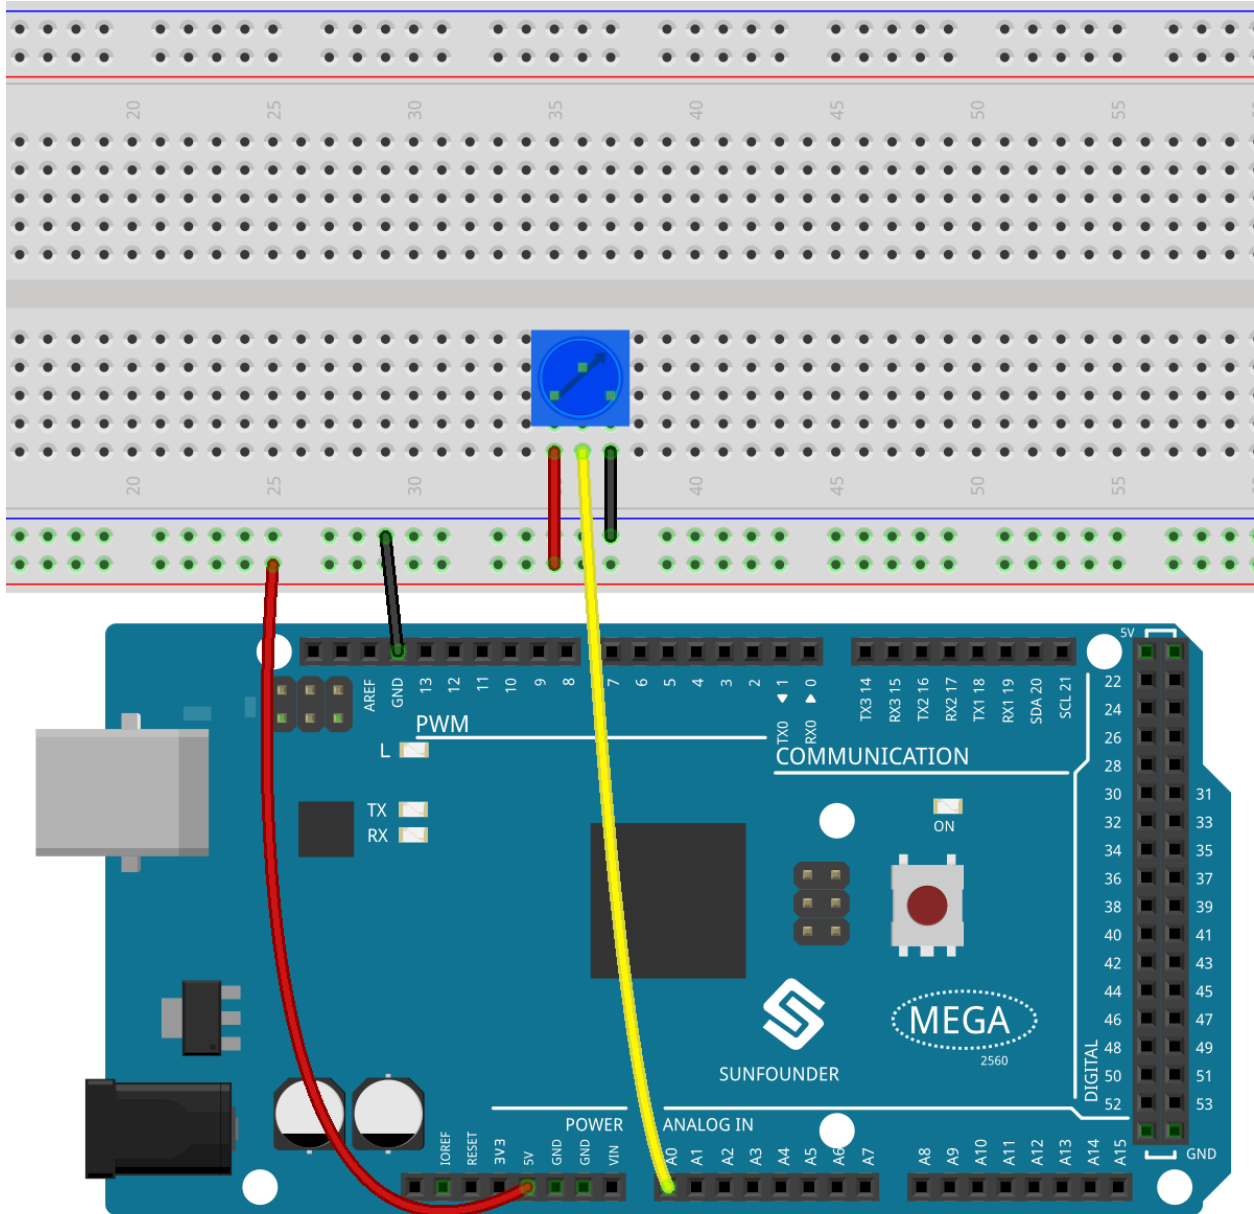 20 25 30 35 40 45 50 55
20 25 30 35 40 45 50 55
5V
AREF GND 13 12 11 10 9 8 7 6 5 4 3 2 TX0 1 RX0 0 TX3 14 RX3 15 TX2 16 RX2 17 TX1 18 RX1 19 SDA 20 SCL 21
22
24
26
28
30 31
32 33
34 35
36 37
38 39
40 41
42 43
44 45
46 47
48 49
50 51
52 53
PWM
L
COMMUNICATION
TX
RX
ON
MEGA
2560
SUNFOUNDER
DIGITAL
POWER ANALOG IN
IOREF RESET 3V3 5V GND GND VIN A0 A1 A2 A3 A4 A5 A6 A7 A8 A9 A10 A11 A12 A13 A14 A15
GND